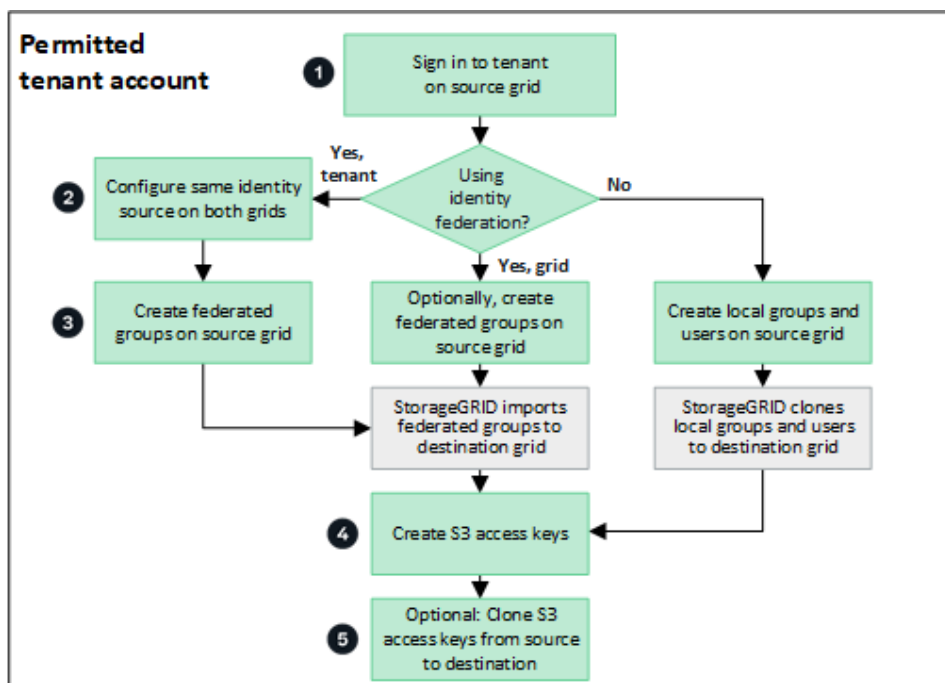 Permitted
tenant account
1
Sign in to tenant
on source grid
Yes,
tenant
Using
identity
federation?
No
2
Configure same identity
source on both grids
Yes, grid
3
Create federated
groups on source grid
Optionally, create
federated groups on
source grid
Create local groups and
users on source grid
StorageGRID imports
federated groups to
destination grid
StorageGRID clones
local groups and users
to destination grid
4
Create S3 access keys
5
Optional: Clone S3
access keys from source
to destination